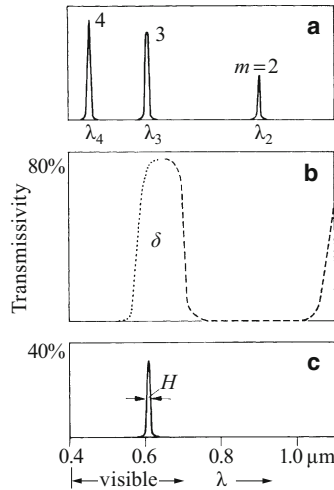 a
4
3
m=2
λ₄
λ₃
λ₂
80%
b
δ
Transmissivity
40%
c
H
0.4 0.6 0.8 1.0 μm
visible λ